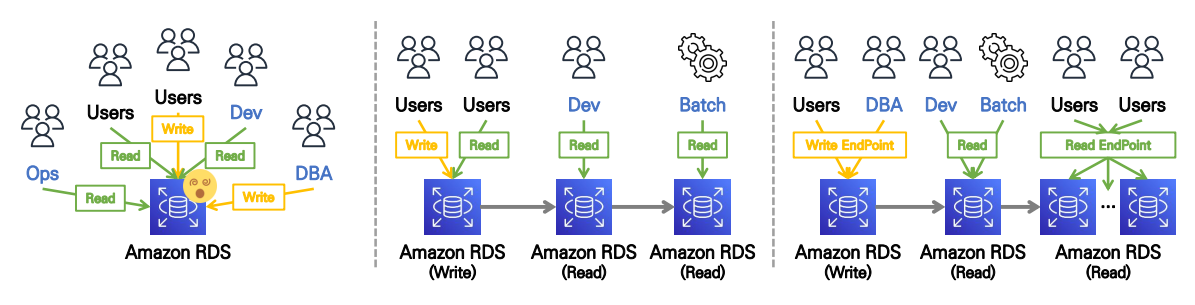 Users
Users
Dev
Write
Read
Read
Ops
DBA
Read
Write
Amazon RDS
Users
Users
Dev
Batch
Write
Read
Read
Read
Amazon RDS
(Write)
Amazon RDS
(Read)
Amazon RDS
(Read)
Users
DBA
Dev
Batch
Users
Users
Write EndPoint
Read
Read EndPoint
...
Amazon RDS
(Write)
Amazon RDS
(Read)
Amazon RDS
(Read)